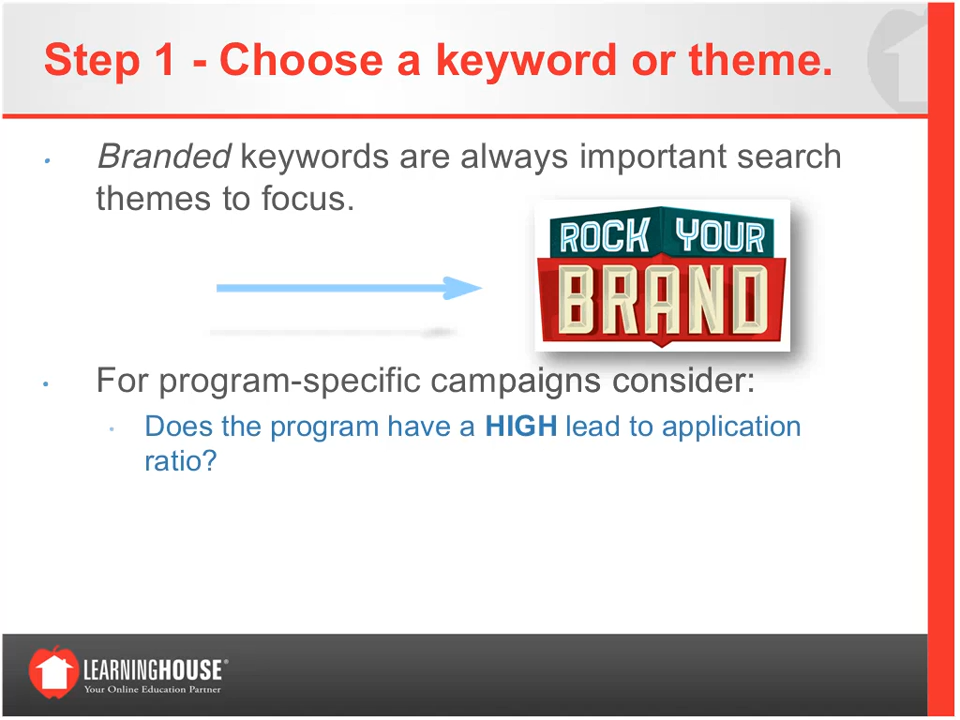 Step 1 - Choose a keyword or theme.
• Branded keywords are always important search
themes to focus.
ROCK YOUR
BRAND
• For program-specific campaigns consider:
• Does the program have a HIGH lead to application
ratio?
LEARNINGHOUSE®
Your Online Education Partner